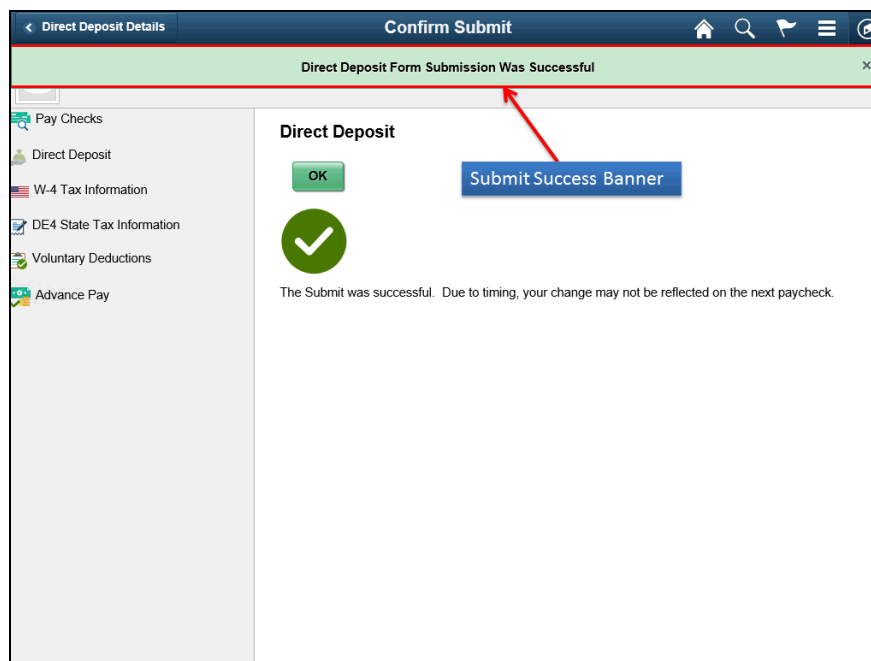 Direct Deposit Details
Confirm Submit
Direct Deposit Form Submission Was Successful
Pay Checks
Direct Deposit
W-4 Tax Information
DE4 State Tax Information
Voluntary Deductions
Advance Pay
Direct Deposit
OK
Submit Success Banner
The Submit was successful. Due to timing, your change may not be reflected on the next paycheck.